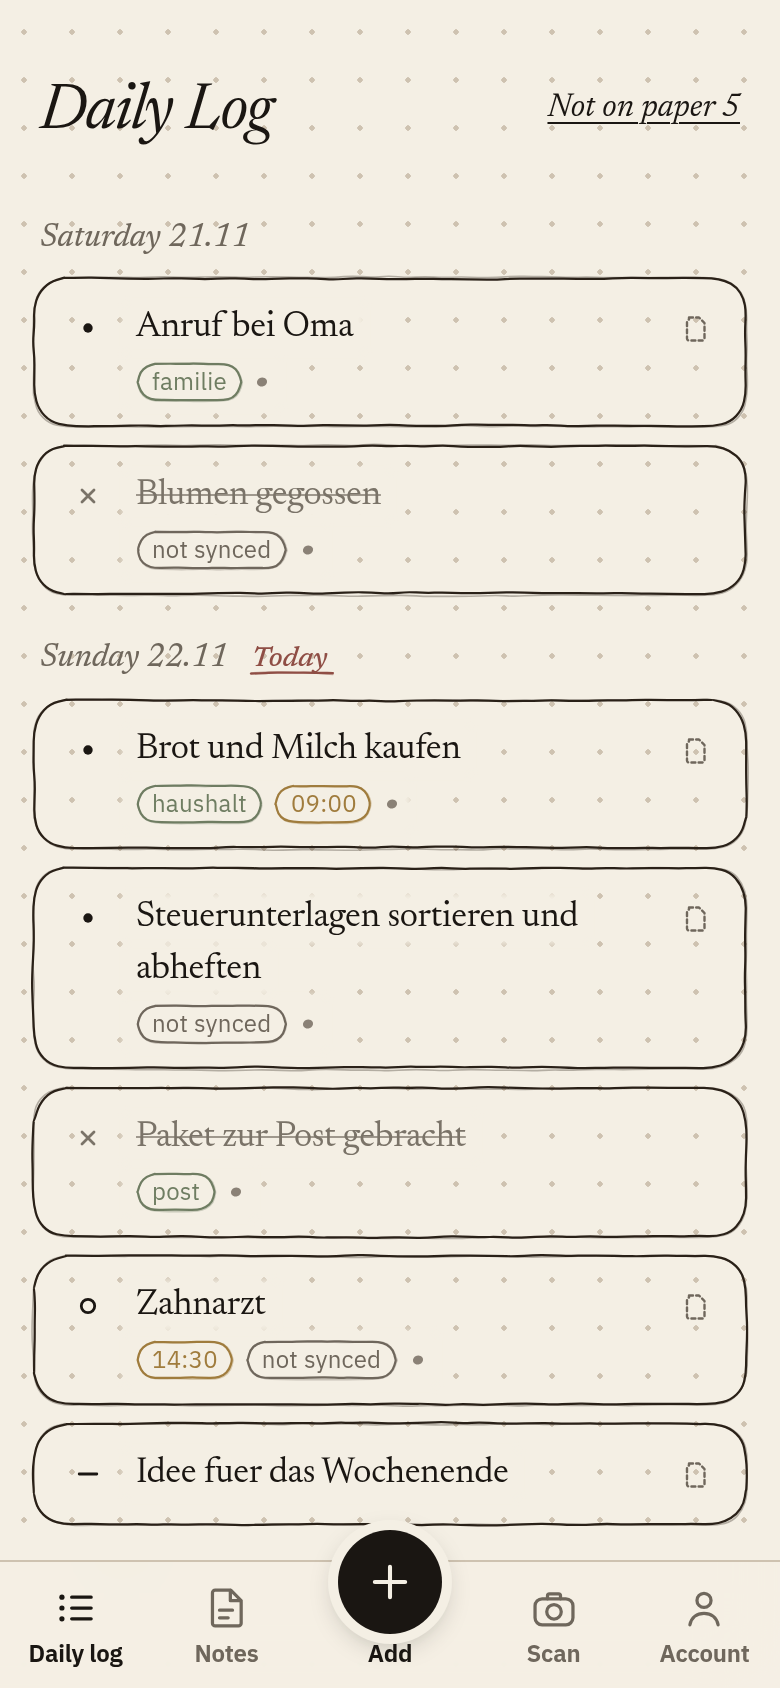 Daily Log
Not on paper 5
Saturday 21.11
• Anruf bei Oma
familie
× Blumen gegossen
not synced
Sunday 22.11 Today
• Brot und Milch kaufen
haushalt 09:00
• Steuerunterlagen sortieren und
abheften
not synced
× Paket zur Post gebracht
post
Zahnarzt
14:30 not synced
– Idee fuer das Wochenende
Daily log Notes Add Scan Account